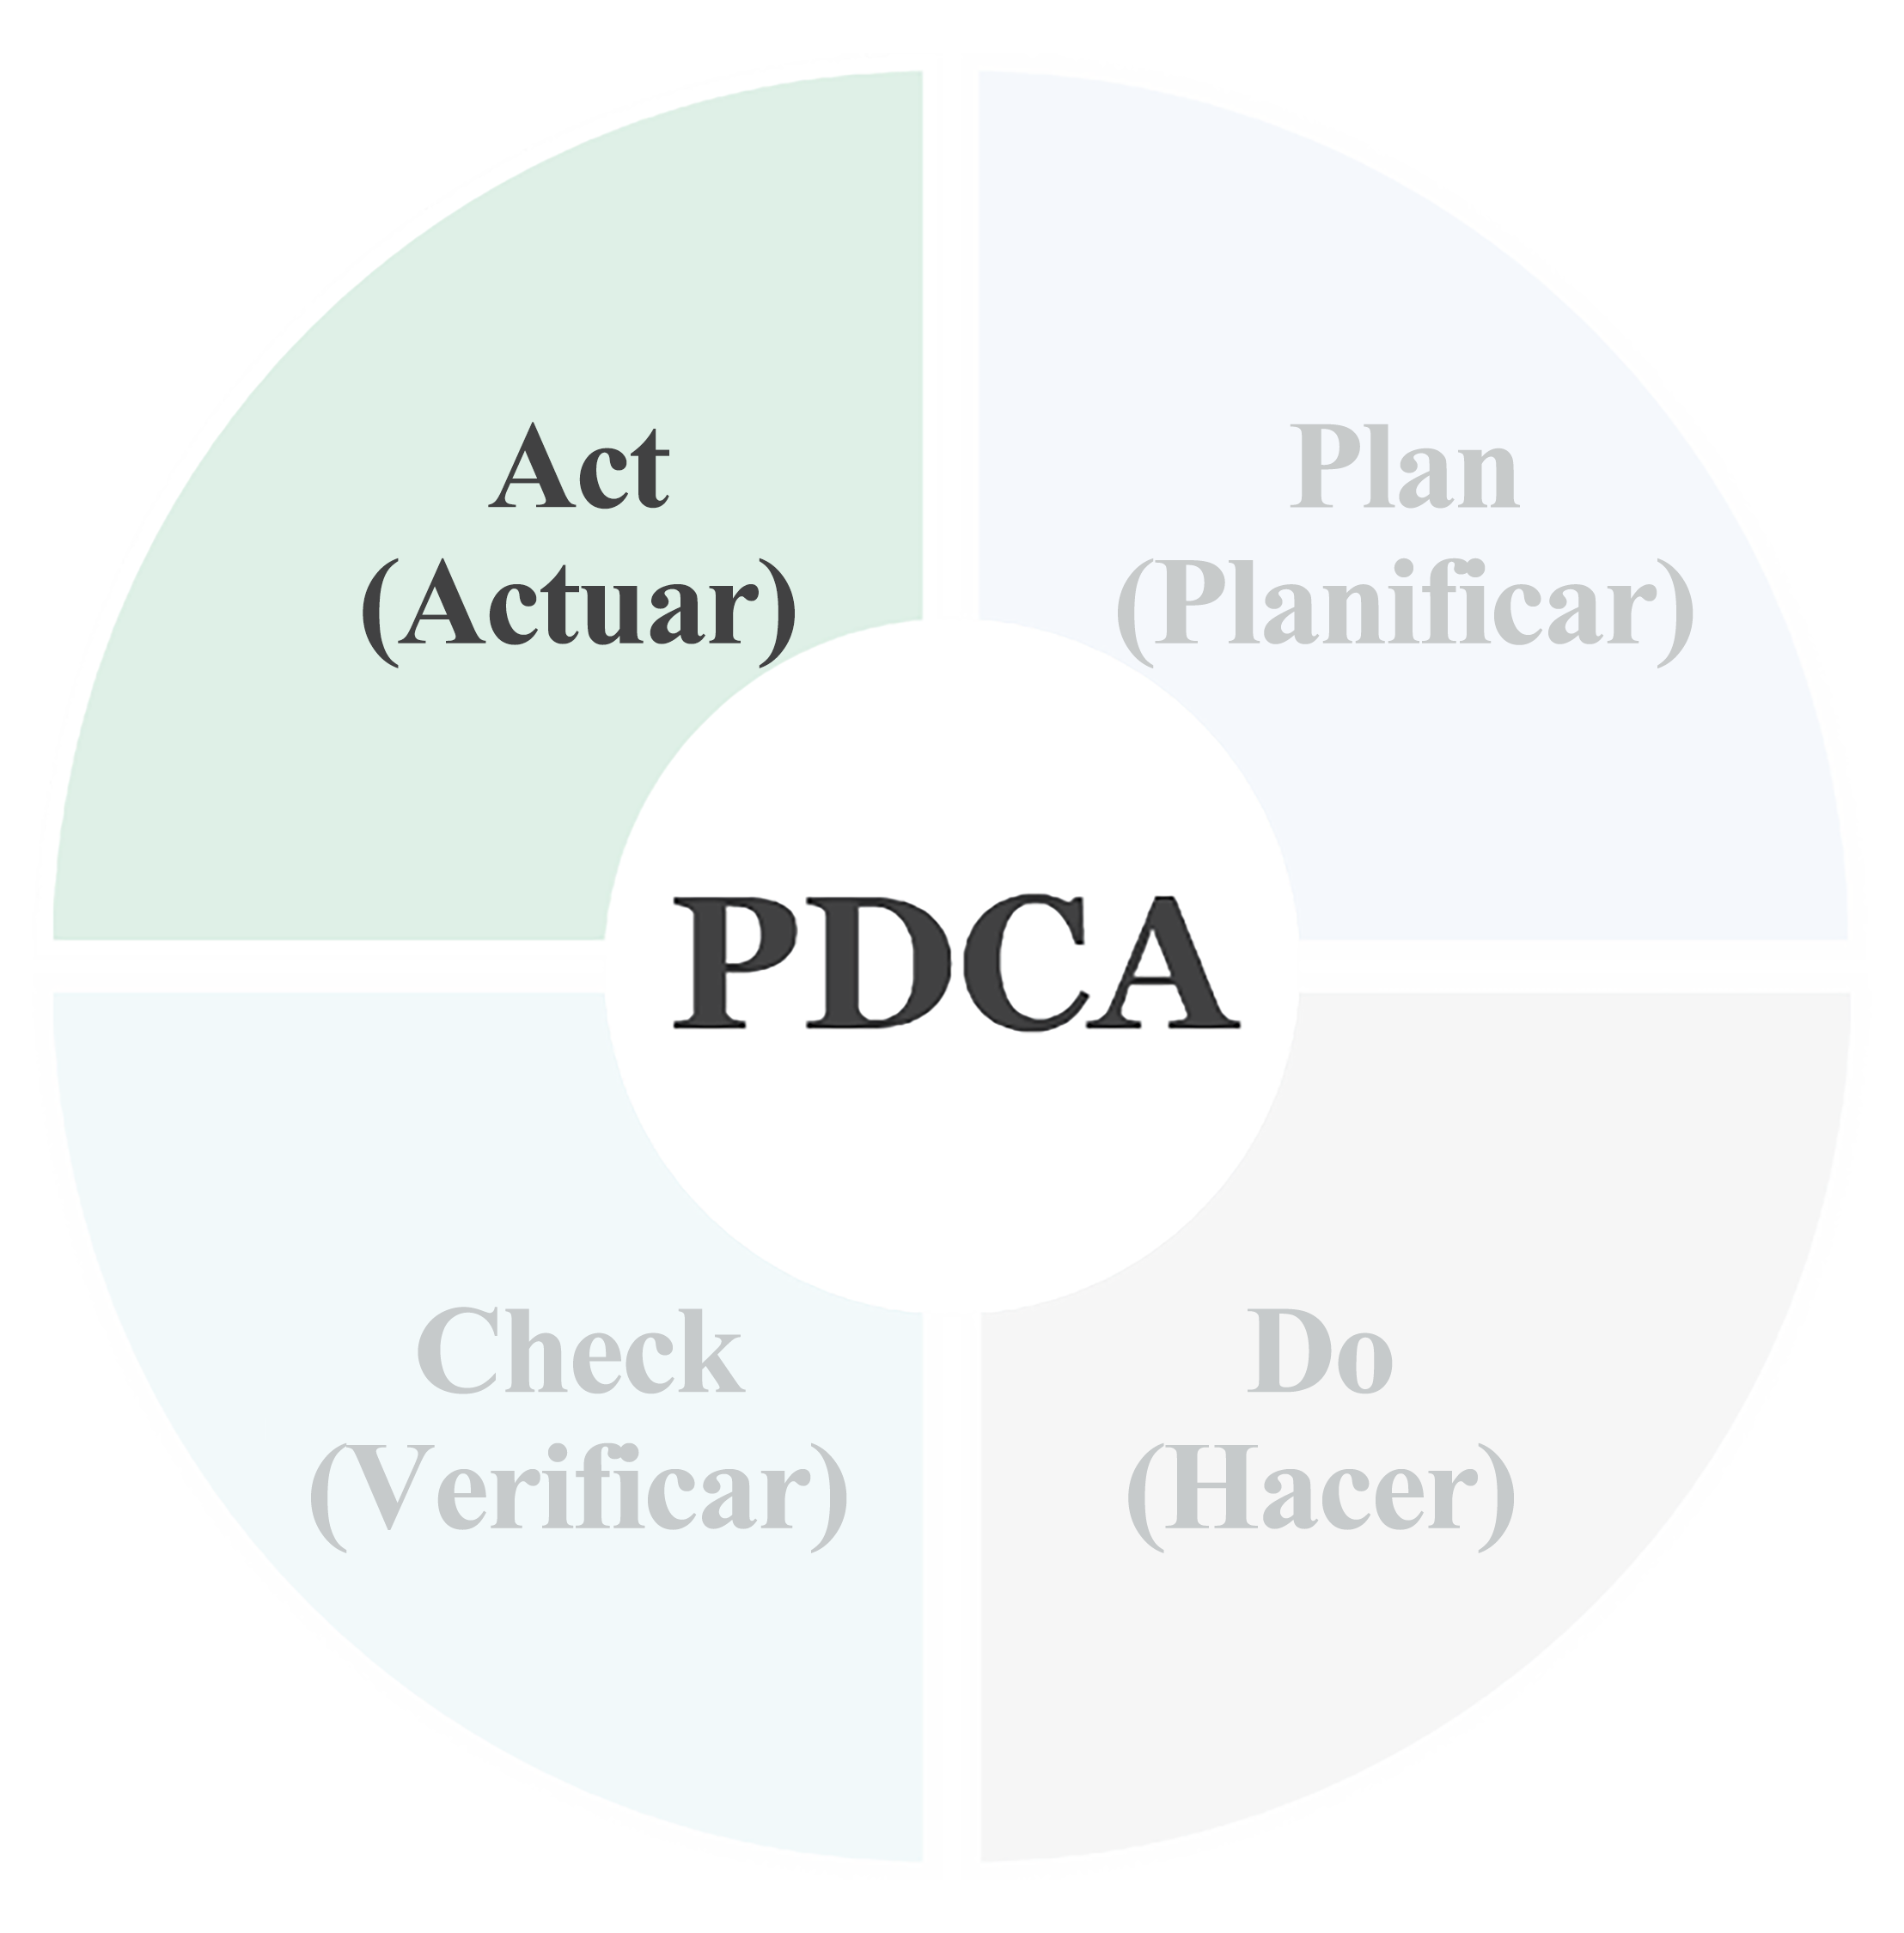 Act
(Actuar)
Plan
(Planificar)
PDCA
Check
(Verificar)
Do
(Hacer)